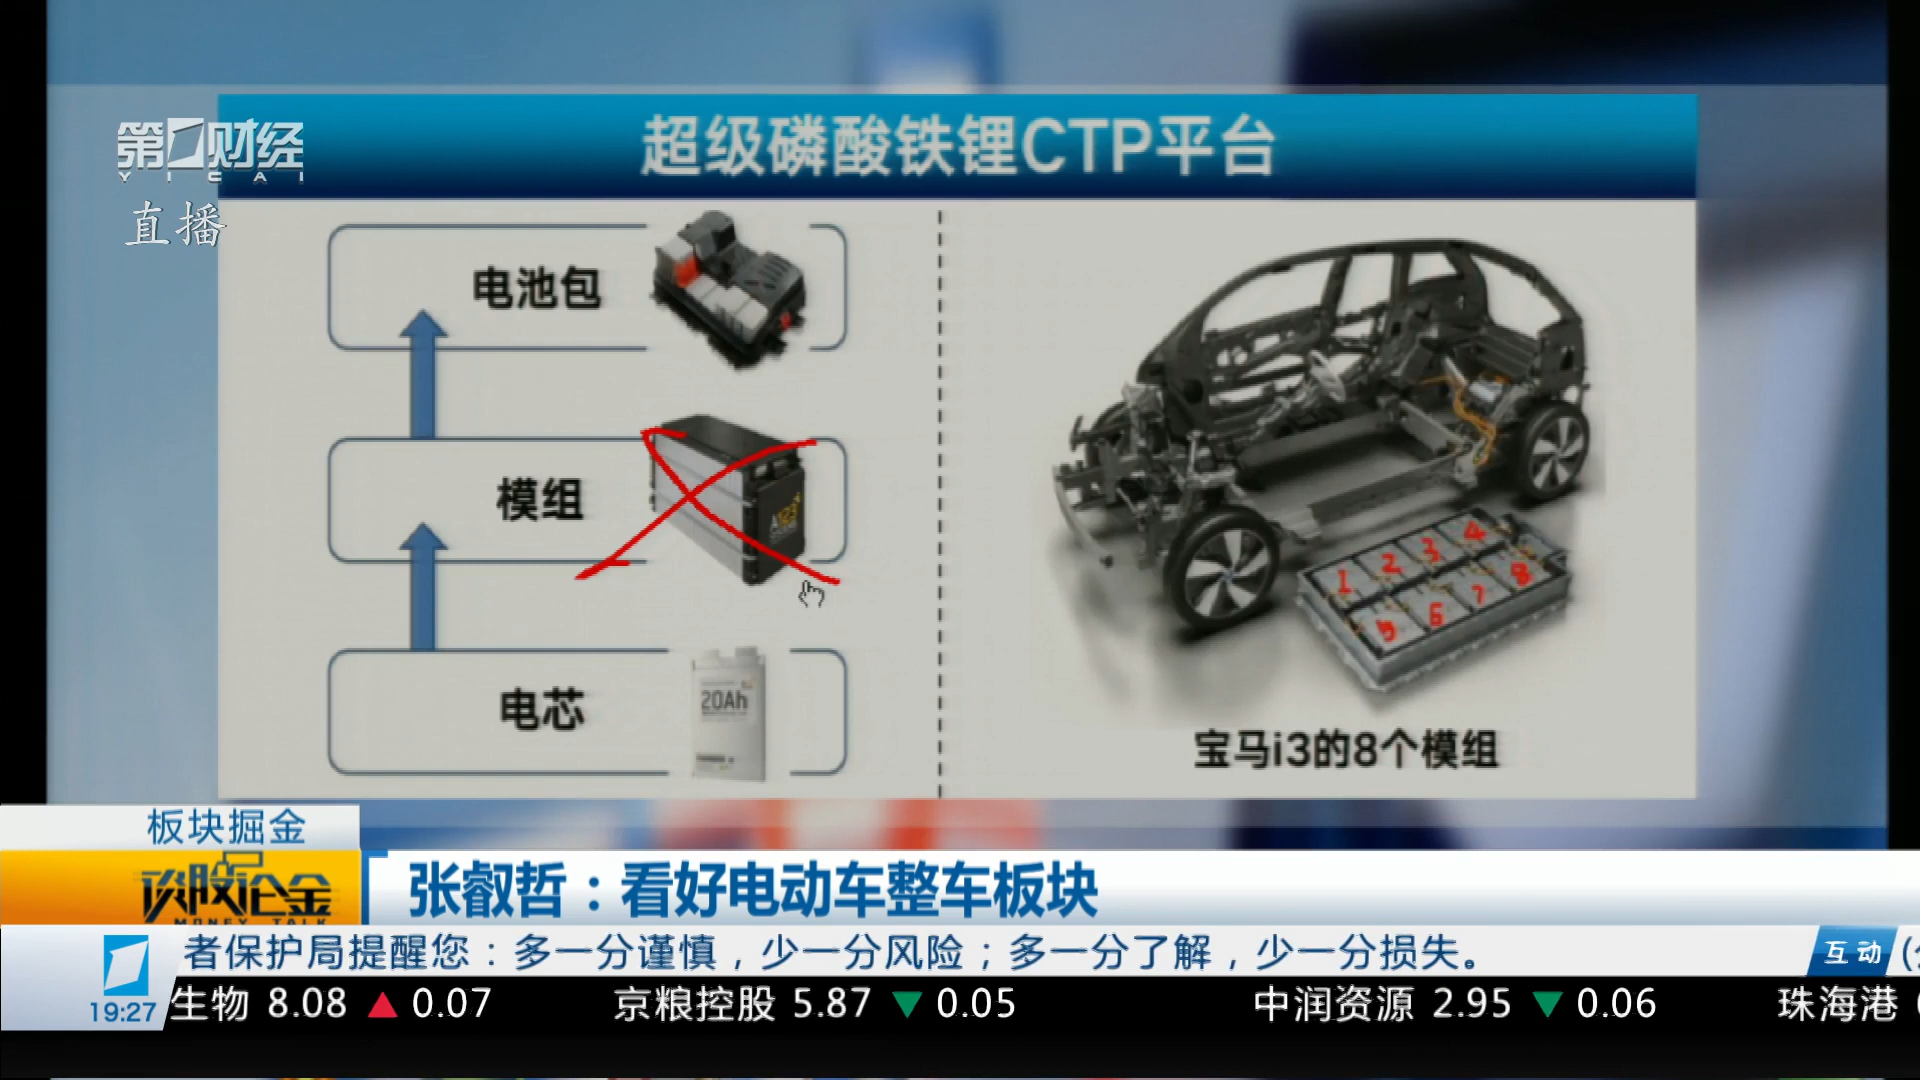 超级磷酸铁锂CTP平台
第1财经
YICAI
直播
电池包
模组
A123
电芯
20Ah
1 2 3 4
5 6 7 8
宝马i3的8个模组
板块掘金
谈股论金
MONEY TALK
张叡哲：看好电动车整车板块
者保护局提醒您：多一分谨慎，少一分风险；多一分了解，少一分损失。
互动
19:27
生物 8.08 ▲ 0.07 京粮控股 5.87 ▼ 0.05 中润资源 2.95 ▼ 0.06 珠海港